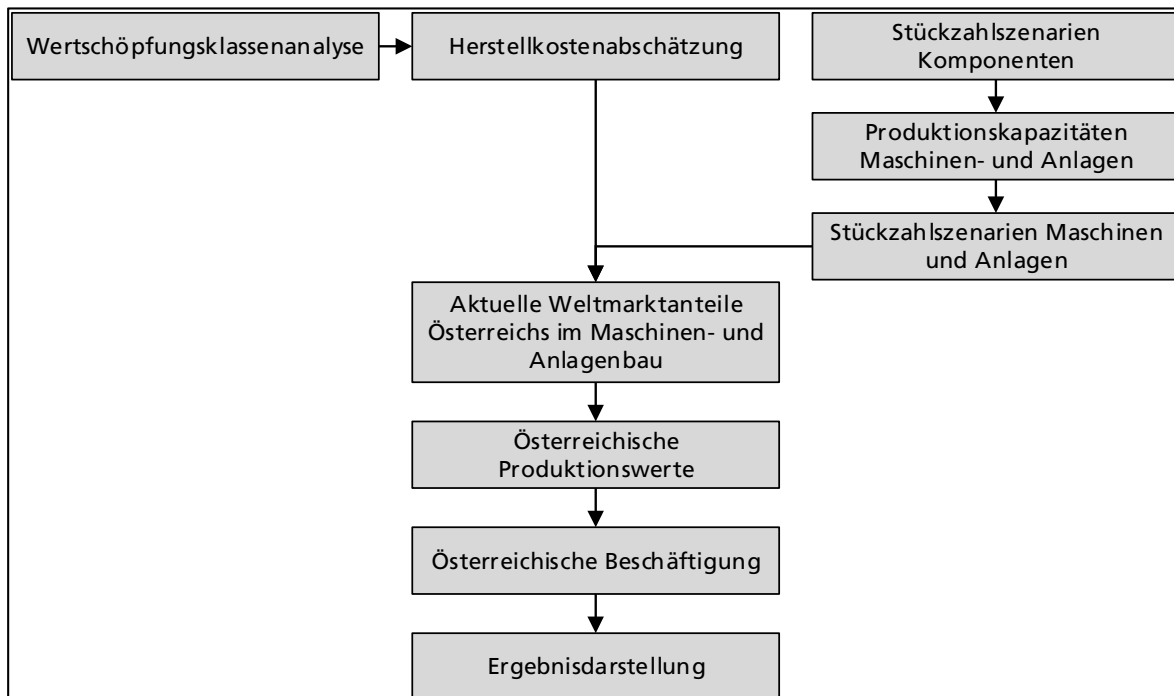 Wertschöpfungsklassenanalyse
Herstellkostenabschätzung
Stückzahlszenarien
Komponenten
Produktionskapazitäten
Maschinen- und Anlagen
Stückzahlszenarien Maschinen
und Anlagen
Aktuelle Weltmarktanteile
Österreichs im Maschinen- und
Anlagenbau
Österreichische
Produktionswerte
Österreichische Beschäftigung
Ergebnisdarstellung